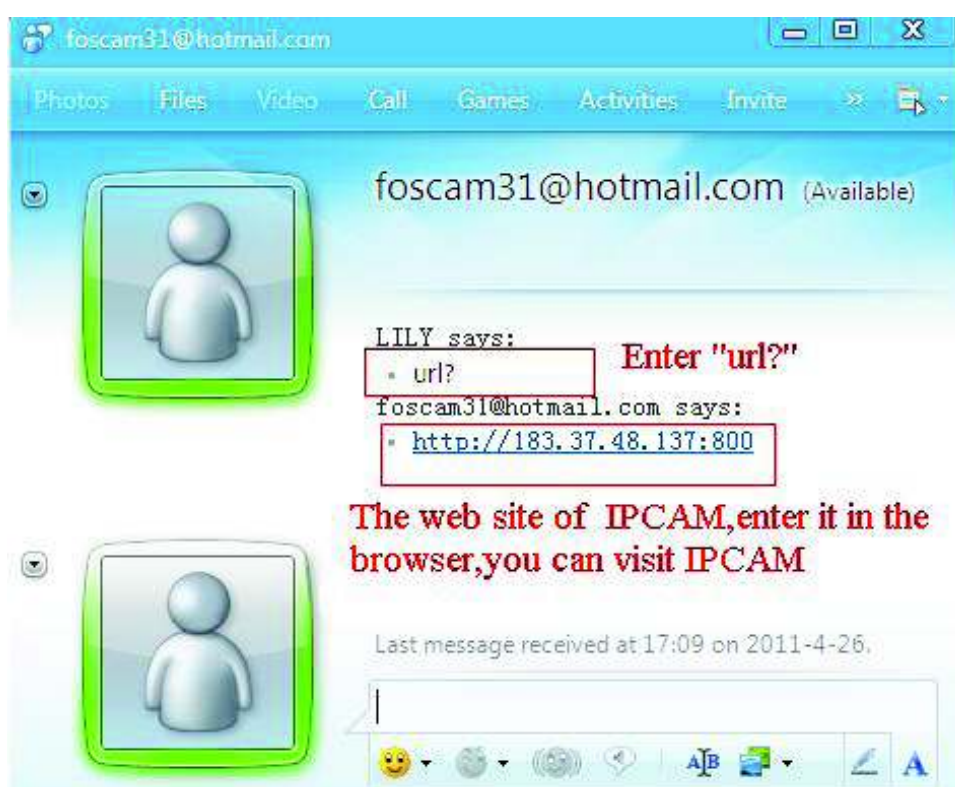 foscam31@hotmail.com
Photos Files Video Call Games Activities Invite »
foscam31@hotmail.com (Available)
LILY says:
url?
Enter "url?"
foscam31@hotmail.com says:
http://183.37.48.137:800
The web site of IPCAM,enter it in the
browser,you can visit IPCAM
Last message received at 17:09 on 2011-4-26.